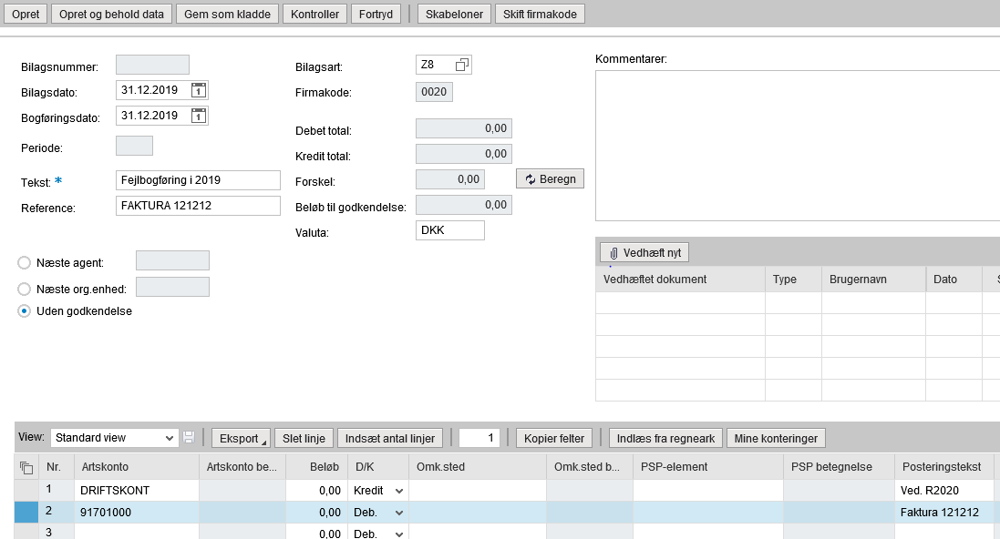 Opret Opret og behold data Gem som kladde Kontroller Fortryd Skabeloner Skift firmakode
Bilagsnummer:
Bilagsdato: 31.12.2019
Bogføringsdato: 31.12.2019
Periode:
Tekst: * Fejlbogføring i 2019
Reference: FAKTURA 121212
Næste agent:
Næste org.enhed:
Uden godkendelse
Bilagsart: Z8
Firmakode: 0020
Debet total: 0,00
Kredit total: 0,00
Forskel: 0,00 Beregn
Beløb til godkendelse: 0,00
Valuta: DKK
Kommentarer:
Vedhæft nyt
Vedhæftet dokument Type Brugernavn Dato S
View: Standard view Eksport Slet linje Indsæt antal linjer 1 Kopier felter Indlæs fra regneark Mine konteringer
Nr. Artskonto Artskonto be... Beløb D/K Omk.sted Omk.sted b... PSP-element PSP betegnelse Posteringstekst
1 DRIFTSKONT 0,00 Kredit Ved. R2020
2 91701000 0,00 Deb. Faktura 121212
3 0,00 Deb.